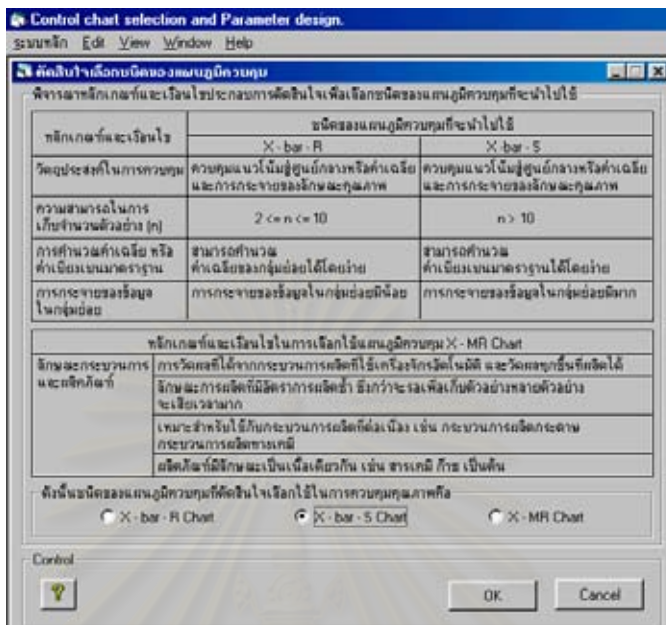 Control chart selection and Parameter design.
ระบบหลัก Edit View Window Help
ตัดสินใจเลือกชนิดของแผนภูมิควบคุม
พิจารณาหลักเกณฑ์และเงื่อนไขประกอบการตัดสินใจเพื่อเลือกชนิดของแผนภูมิควบคุมที่จะนำไปใช้
หลักเกณฑ์และเงื่อนไข
ชนิดของแผนภูมิควบคุมที่จะนำไปใช้
X - bar - R
X - bar - S
วัตถุประสงค์ในการควบคุม
ควบคุมแนวโน้มสู่ศูนย์กลางหรือค่าเฉลี่ย
และการกระจายของลักษณะคุณภาพ
ควบคุมแนวโน้มสู่ศูนย์กลางหรือค่าเฉลี่ย
และการกระจายของลักษณะคุณภาพ
ความสามารถในการ
เก็บจำนวนตัวอย่าง (n)
2 <= n <= 10
n > 10
การคำนวณค่าเฉลี่ย หรือ
ค่าเบี่ยงเบนมาตราฐาน
สามารถคำนวณ
ค่าเฉลี่ยของกลุ่มย่อยได้โดยง่าย
สามารถคำนวณ
ค่าเบี่ยงเบนมาตราฐานได้โดยง่าย
การกระจายของข้อมูล
ในกลุ่มย่อย
การกระจายของข้อมูลในกลุ่มย่อยมีน้อย
การกระจายของข้อมูลในกลุ่มย่อยมีมาก
หลักเกณฑ์และเงื่อนไขในการเลือกใช้แผนภูมิควบคุม X - MR Chart
ลักษณะกระบวนการ
และผลิตภัณฑ์
การวัดผลที่ได้จากกระบวนการผลิตที่ใช้เครื่องจักรอัตโนมัติ และวัดผลทุกชิ้นที่ผลิตได้
ลักษณะการผลิตที่มีอัตราการผลิตช้า ซึ่งกว่าจะรอเพื่อเก็บตัวอย่างหลายตัวอย่าง
จะเสียเวลามาก
เหมาะสำหรับใช้กับกระบวนการผลิตที่ต่อเนื่อง เช่น กระบวนการผลิตกระดาษ
กระบวนการผลิตทางเคมี
ผลิตภัณฑ์มีลักษณะเป็นเนื้อเดียวกัน เช่น สารเคมี ก๊าซ เป็นต้น
ดังนั้นชนิดของแผนภูมิควบคุมที่ตัดสินใจเลือกใช้ในการควบคุมคุณภาพคือ
X - bar - R Chart
X - bar - S Chart
X - MR Chart
Control
?
OK
Cancel